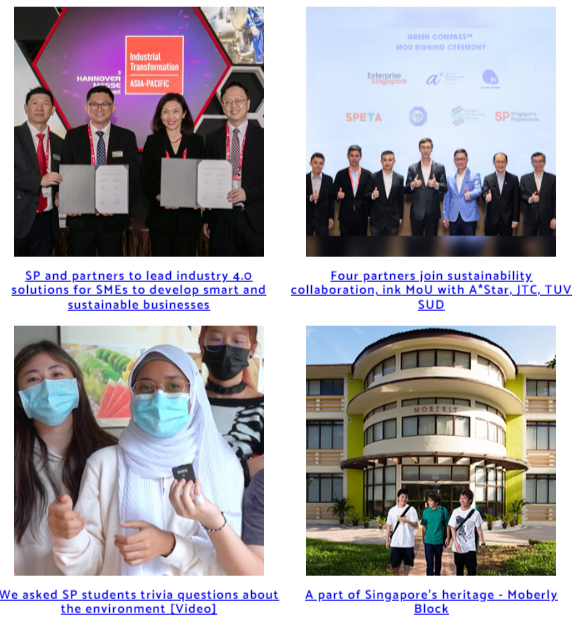 Industrial
Transformation
ASIA-PACIFIC
HANNOVER
MESSE
SP and partners to lead industry 4.0
solutions for SMEs to develop smart and
sustainable businesses
GREEN COMPASS™
MOU SIGNING CEREMONY
Enterprise
Singapore
SPETA
SP Singapore
Polytechnic
Four partners join sustainability
collaboration, ink MoU with A*Star, JTC, TUV
SUD
We asked SP students trivia questions about
the environment [Video]
MOBERLY
A part of Singapore's heritage - Moberly
Block